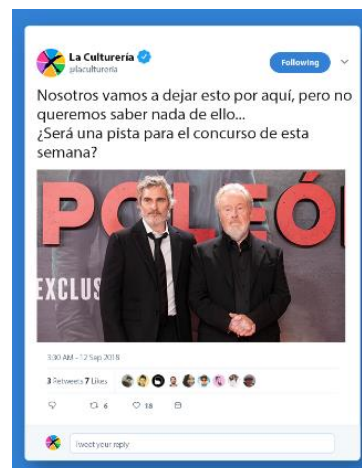 La Culturería
placultureria
Following
Nosotros vamos a dejar esto por aquí, pero no
queremos saber nada de ello...
¿Será una pista para el concurso de esta
semana?
POLEÓ
EXCLUS
3:00 AM - 12 Sep 2018
3 Retweets 7 Likes
6
18
Tweet your reply